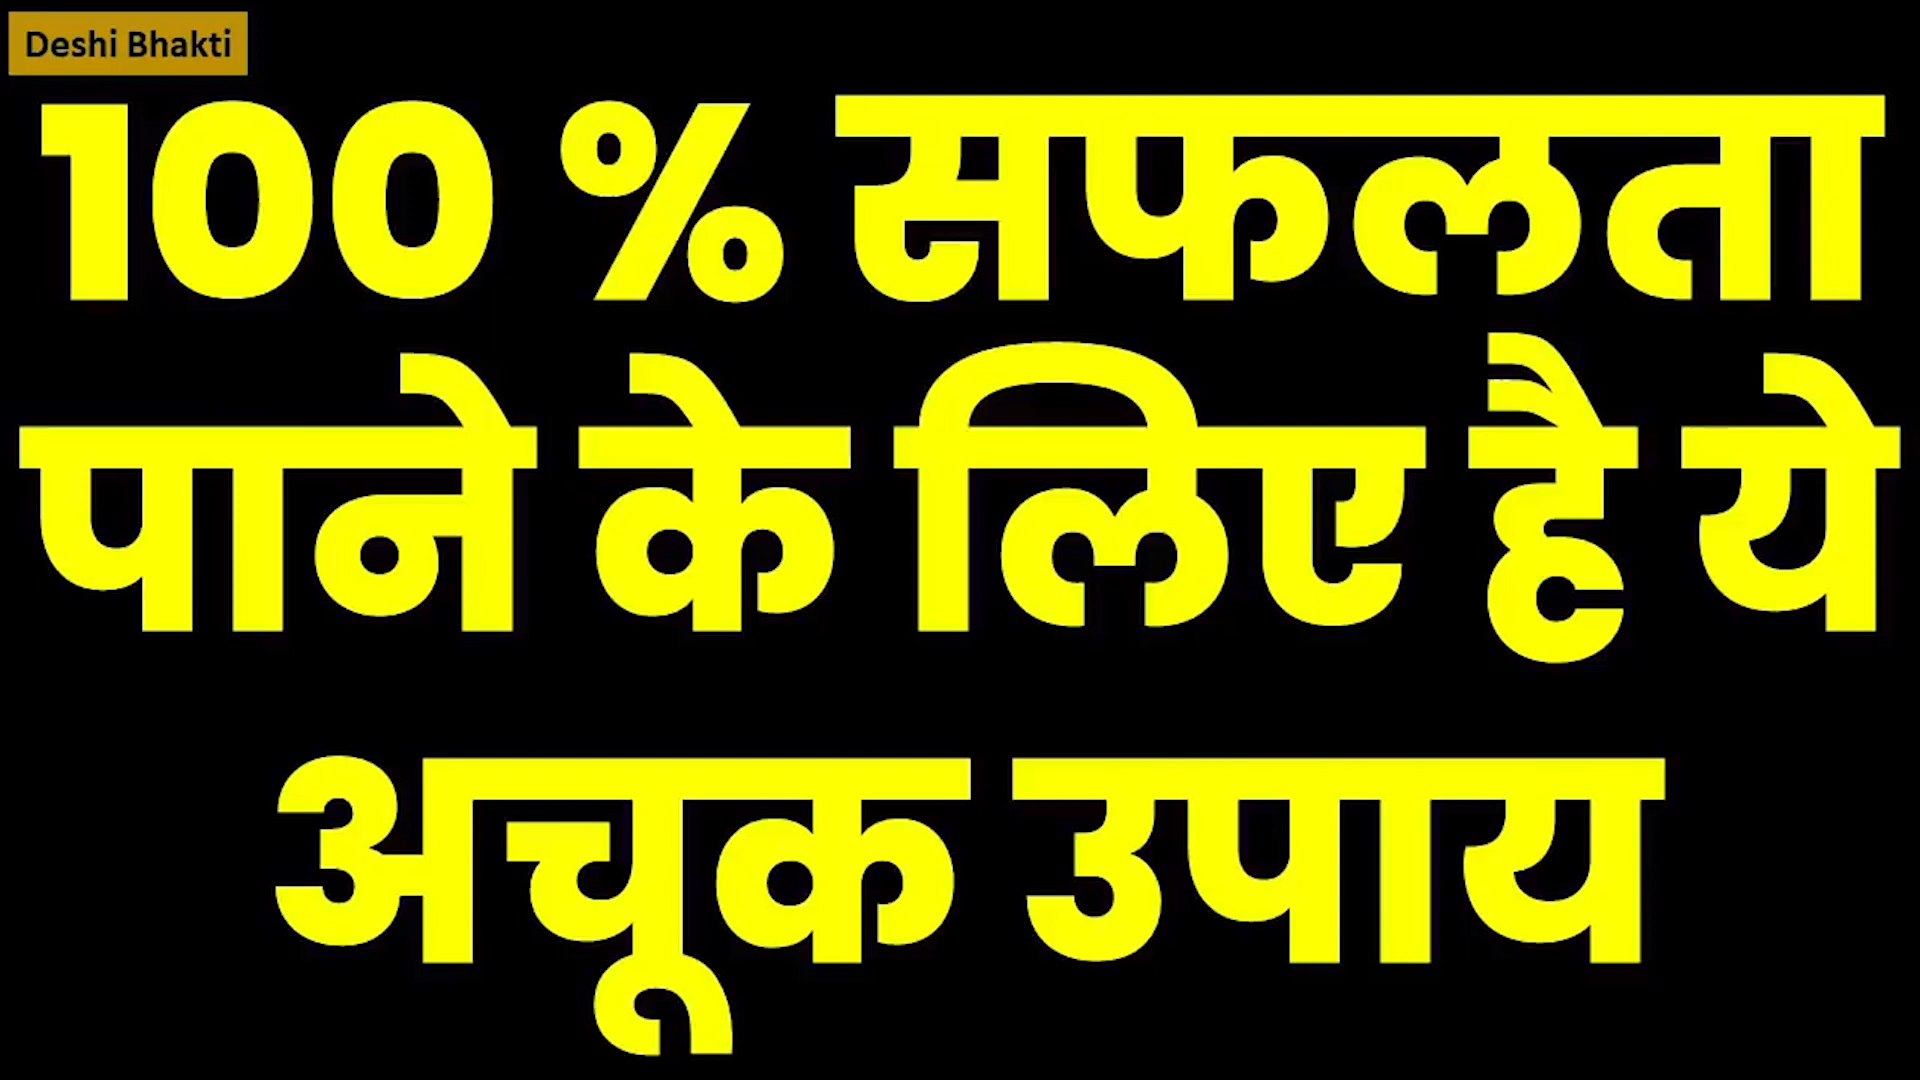 Deshi Bhakti
100 % सफलता
पाने के लिए है ये
अचूक उपाय